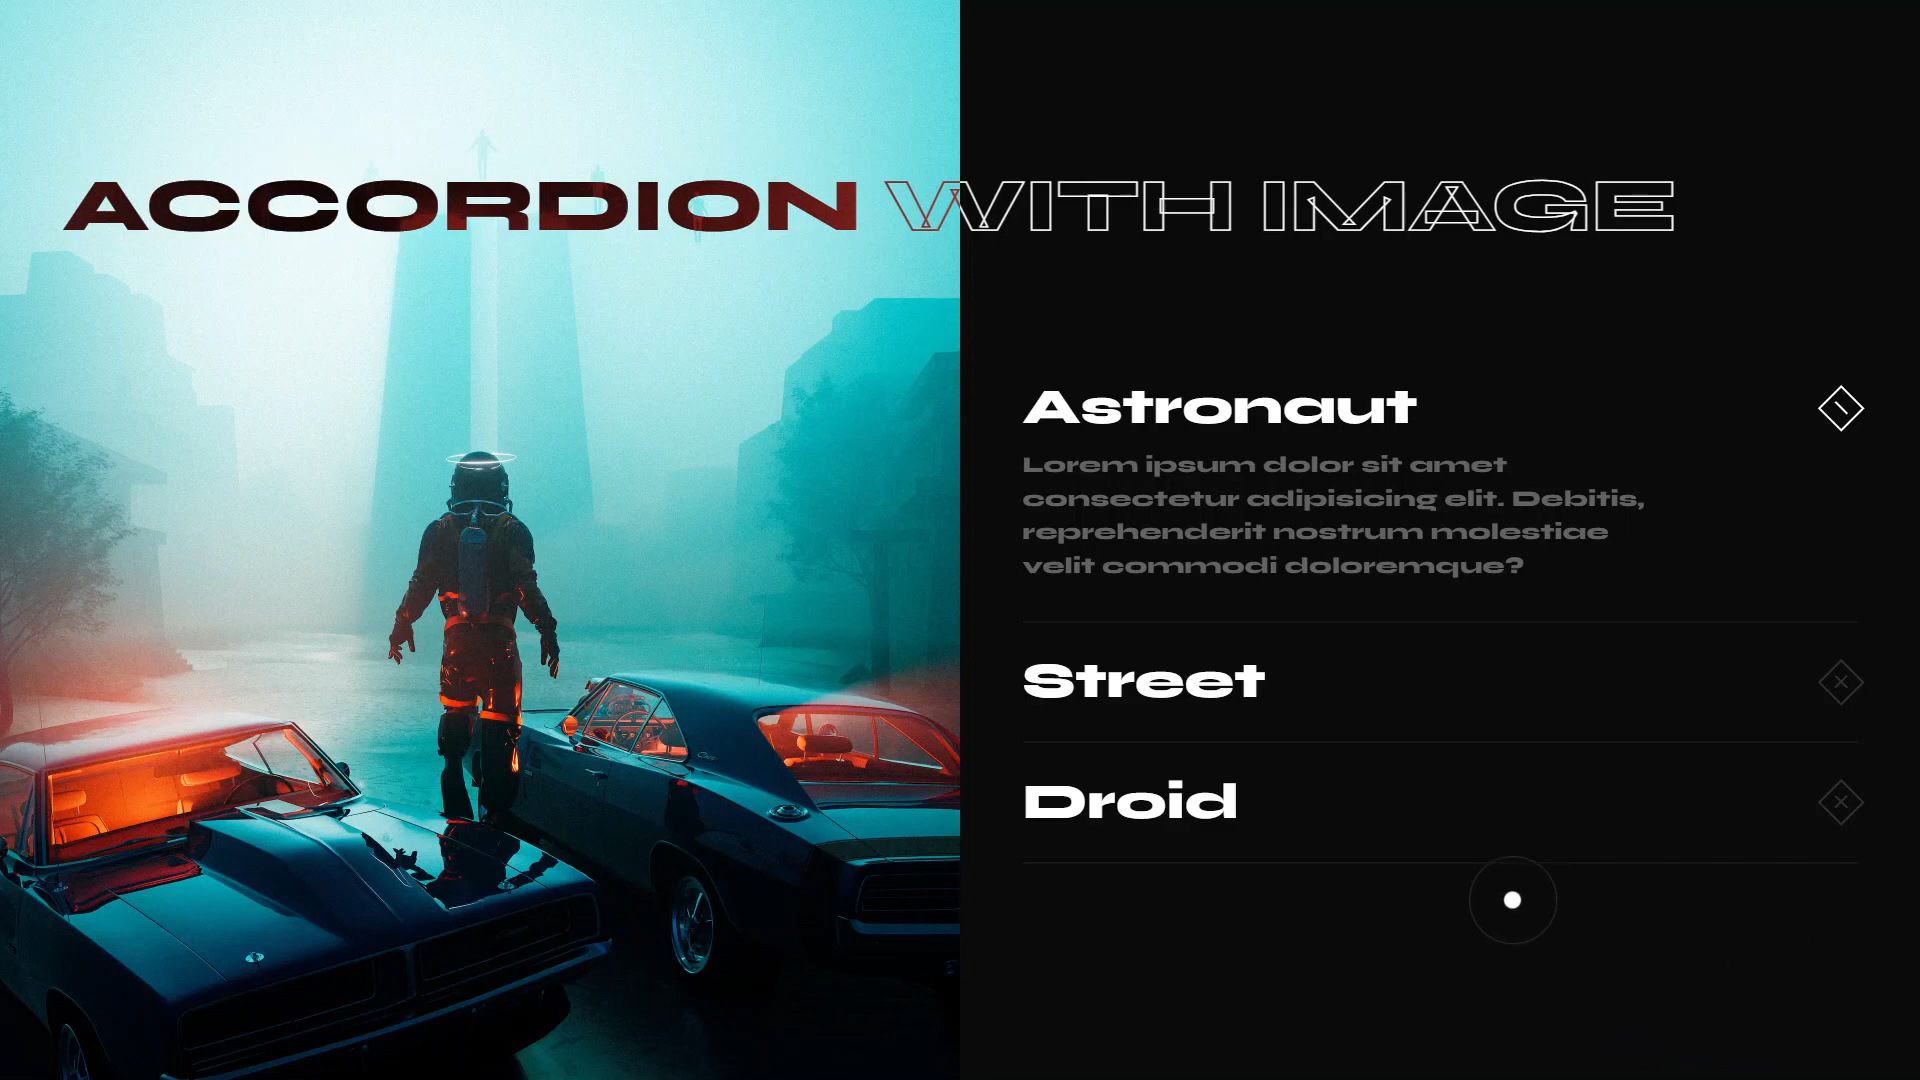 ACCORDION WITH IMAGE
Astronaut
Lorem ipsum dolor sit amet
consectetur adipisicing elit. Debitis,
reprehenderit nostrum molestiae
velit commodi doloremque?
Street
Droid